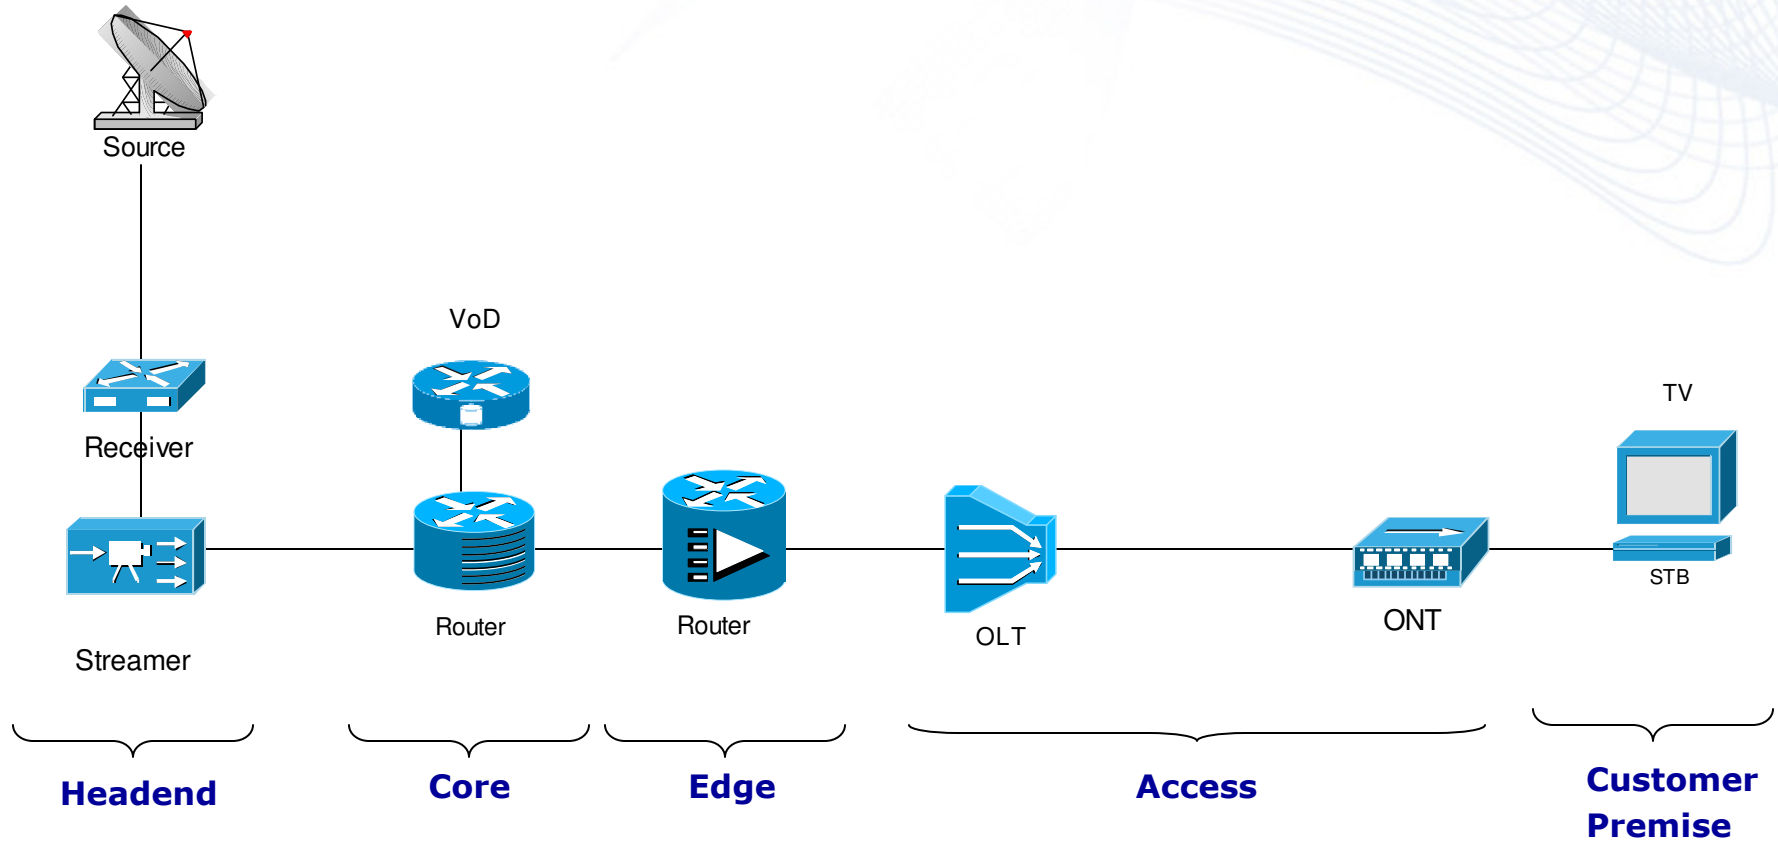 Source
VoD
TV
Receiver
STB
Router
Router
OLT
ONT
Streamer
Headend
Core
Edge
Access
Customer
Premise